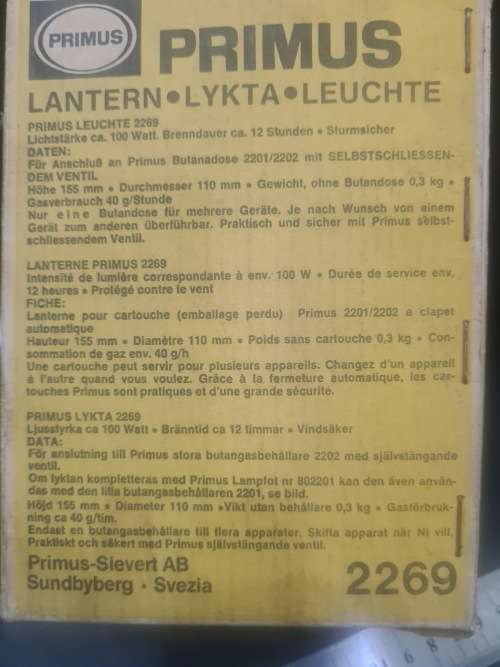 PRIMUS
PRIMUS
LANTERN•LYKTA•LEUCHTE
PRIMUS LEUCHTE 2269
Lichtstärke ca. 100 Watt. Brenndauer ca. 12 Stunden • Sturmsicher
DATEN:
Für Anschluß an Primus Butanadose 2201/2202 mit SELBSTSCHLIESSEN-
DEM VENTIL
Höhe 155 mm • Durchmesser 110 mm • Gewicht, ohne Butandose 0,3 kg •
Gasverbrauch 40 g/Stunde
Nur eine Butandose für mehrere Geräte. Je nach Wunsch von einem
Gerät zum anderen überführbar. Praktisch und sicher mit Primus selbst-
schliessendem Ventil.
LANTERNE PRIMUS 2269
Intensité de lumière correspondante à env. 100 W • Durée de service env.
12 heures • Protégé contre le vent
FICHE:
Lanterne pour cartouche (emballage perdu) Primus 2201/2202 a clapet
automatique
Hauteur 155 mm • Diamètre 110 mm • Poids sans cartouche 0,3 kg • Con-
sommation de gaz env. 40 g/h
Une cartouche peut servir pour plusieurs appareils. Changez d'un appareil
à l'autre quand vous voulez. Grâce à la fermeture automatique, les car-
touches Primus sont pratiques et d'une grande sécurité.
PRIMUS LYKTA 2269
Ljusstyrka ca 100 Watt • Bränntid ca 12 timmar • Vindsäker
DATA:
För anslutning till Primus stora butangasbehållare 2202 med självstängande
ventil.
Om lyktan kompletteras med Primus Lampfot nr 802201 kan den även använ-
das med den lilla butangasbehållaren 2201, se bild.
Höjd 155 mm • Diameter 110 mm •Vikt utan behållare 0,3 kg • Gasförbruk-
ning ca 40 g/tim.
Endast en butangasbehållare till flera apparater. Skifta apparat när Ni vill.
Praktiskt och säkert med Primus självstängande ventil.
Primus-Sievert AB
Sundbyberg · Svezia
2269